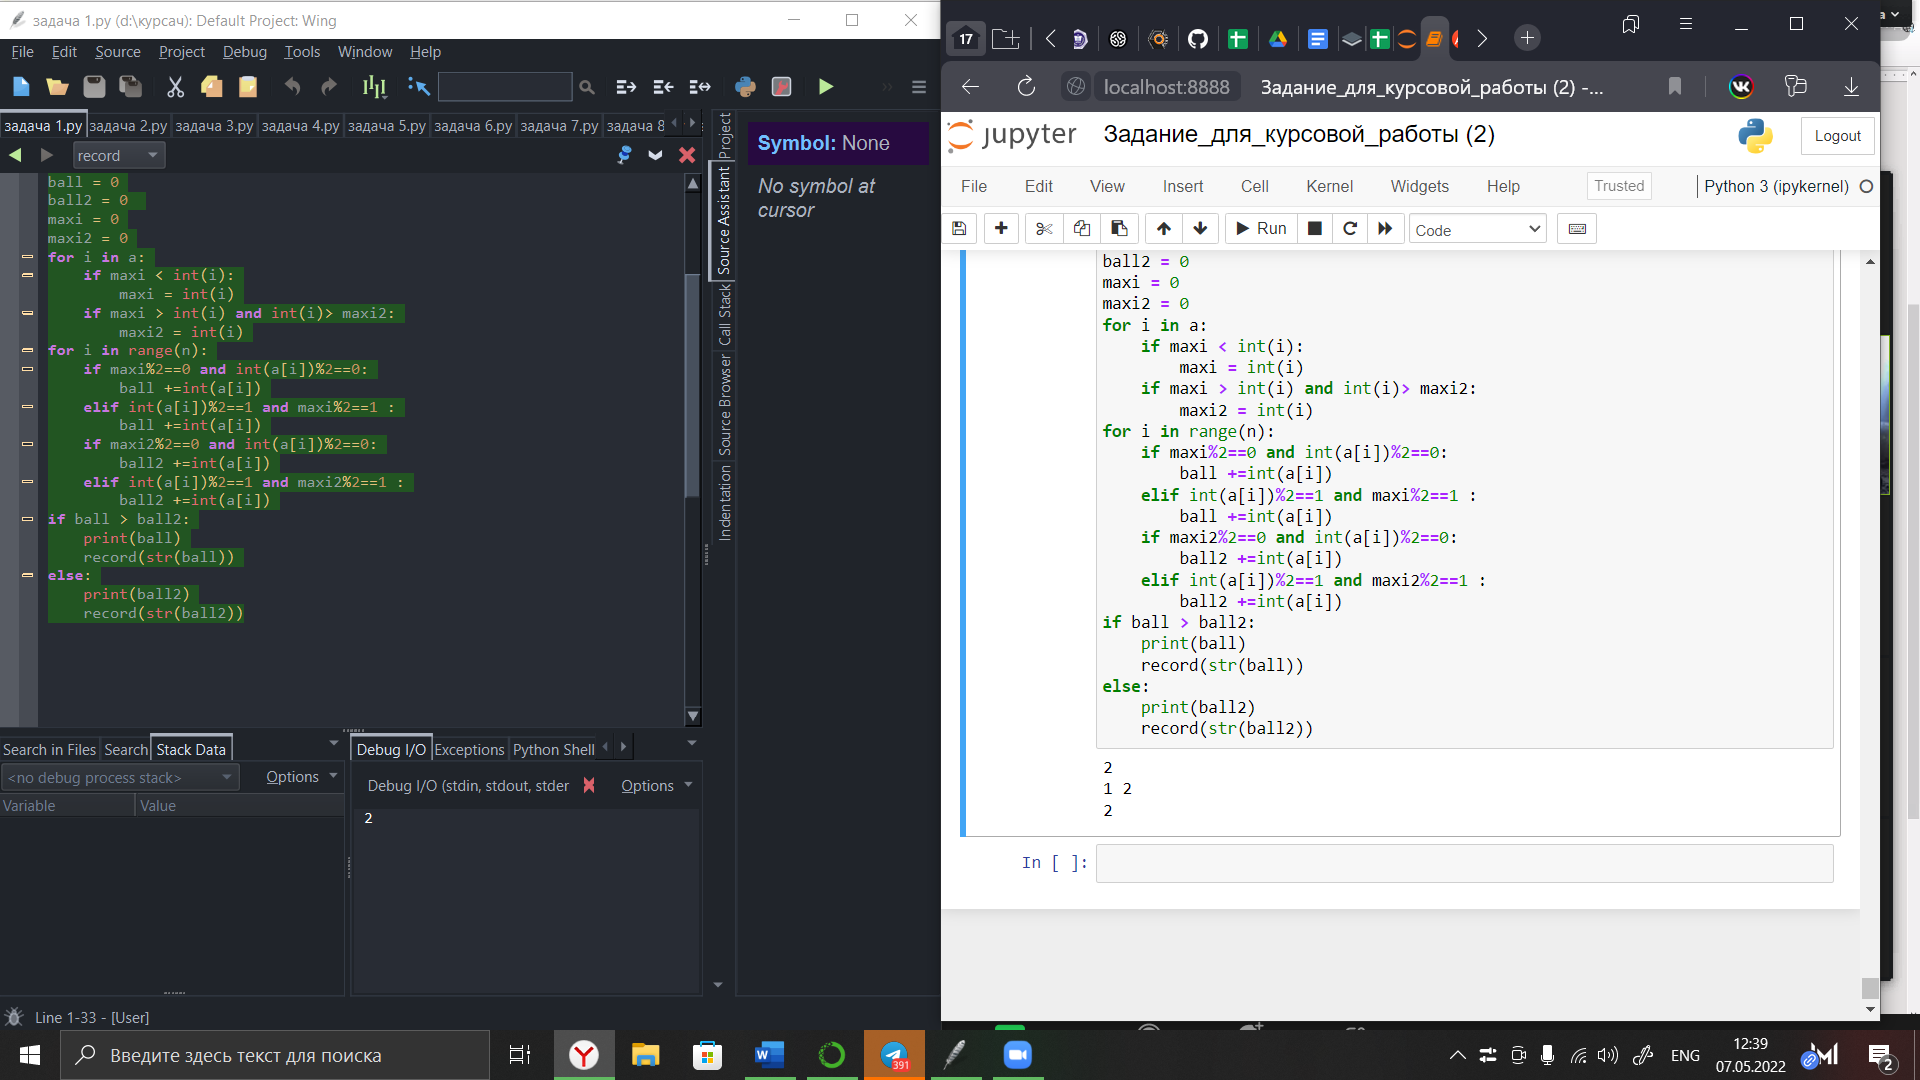 задача 1.py (d:\курсач): Default Project: Wing
File Edit Source Project Debug Tools Window Help
задача 1.py задача 2.py задача 3.py задача 4.py задача 5.py задача 6.py задача 7.py задача 8
record
ball = 0
ball2 = 0
maxi = 0
maxi2 = 0
for i in a:
    if maxi < int(i):
        maxi = int(i)
    if maxi > int(i) and int(i)> maxi2:
        maxi2 = int(i)
for i in range(n):
    if maxi%2==0 and int(a[i])%2==0:
        ball +=int(a[i])
    elif int(a[i])%2==1 and maxi%2==1 :
        ball +=int(a[i])
    if maxi2%2==0 and int(a[i])%2==0:
        ball2 +=int(a[i])
    elif int(a[i])%2==1 and maxi2%2==1 :
        ball2 +=int(a[i])
if ball > ball2:
    print(ball)
    record(str(ball))
else:
    print(ball2)
    record(str(ball2))
Project
Source Assistant
Call Stack
Source Browser
Indentation
Symbol: None
No symbol at
cursor
Search in Files Search Stack Data
<no debug process stack> Options
Variable Value
Debug I/O Exceptions Python Shell
Debug I/O (stdin, stdout, stder Options
2
Line 1-33 - [User]
17
localhost:8888 Задание_для_курсовой_работы (2) -...
jupyter Задание_для_курсовой_работы (2) Logout
File Edit View Insert Cell Kernel Widgets Help Trusted Python 3 (ipykernel)
Run Code
ball2 = 0
maxi = 0
maxi2 = 0
for i in a:
    if maxi < int(i):
        maxi = int(i)
    if maxi > int(i) and int(i)> maxi2:
        maxi2 = int(i)
for i in range(n):
    if maxi%2==0 and int(a[i])%2==0:
        ball +=int(a[i])
    elif int(a[i])%2==1 and maxi%2==1 :
        ball +=int(a[i])
    if maxi2%2==0 and int(a[i])%2==0:
        ball2 +=int(a[i])
    elif int(a[i])%2==1 and maxi2%2==1 :
        ball2 +=int(a[i])
if ball > ball2:
    print(ball)
    record(str(ball))
else:
    print(ball2)
    record(str(ball2))
2
1 2
2
In [ ]:
Введите здесь текст для поиска
391
ENG
12:39
07.05.2022
2